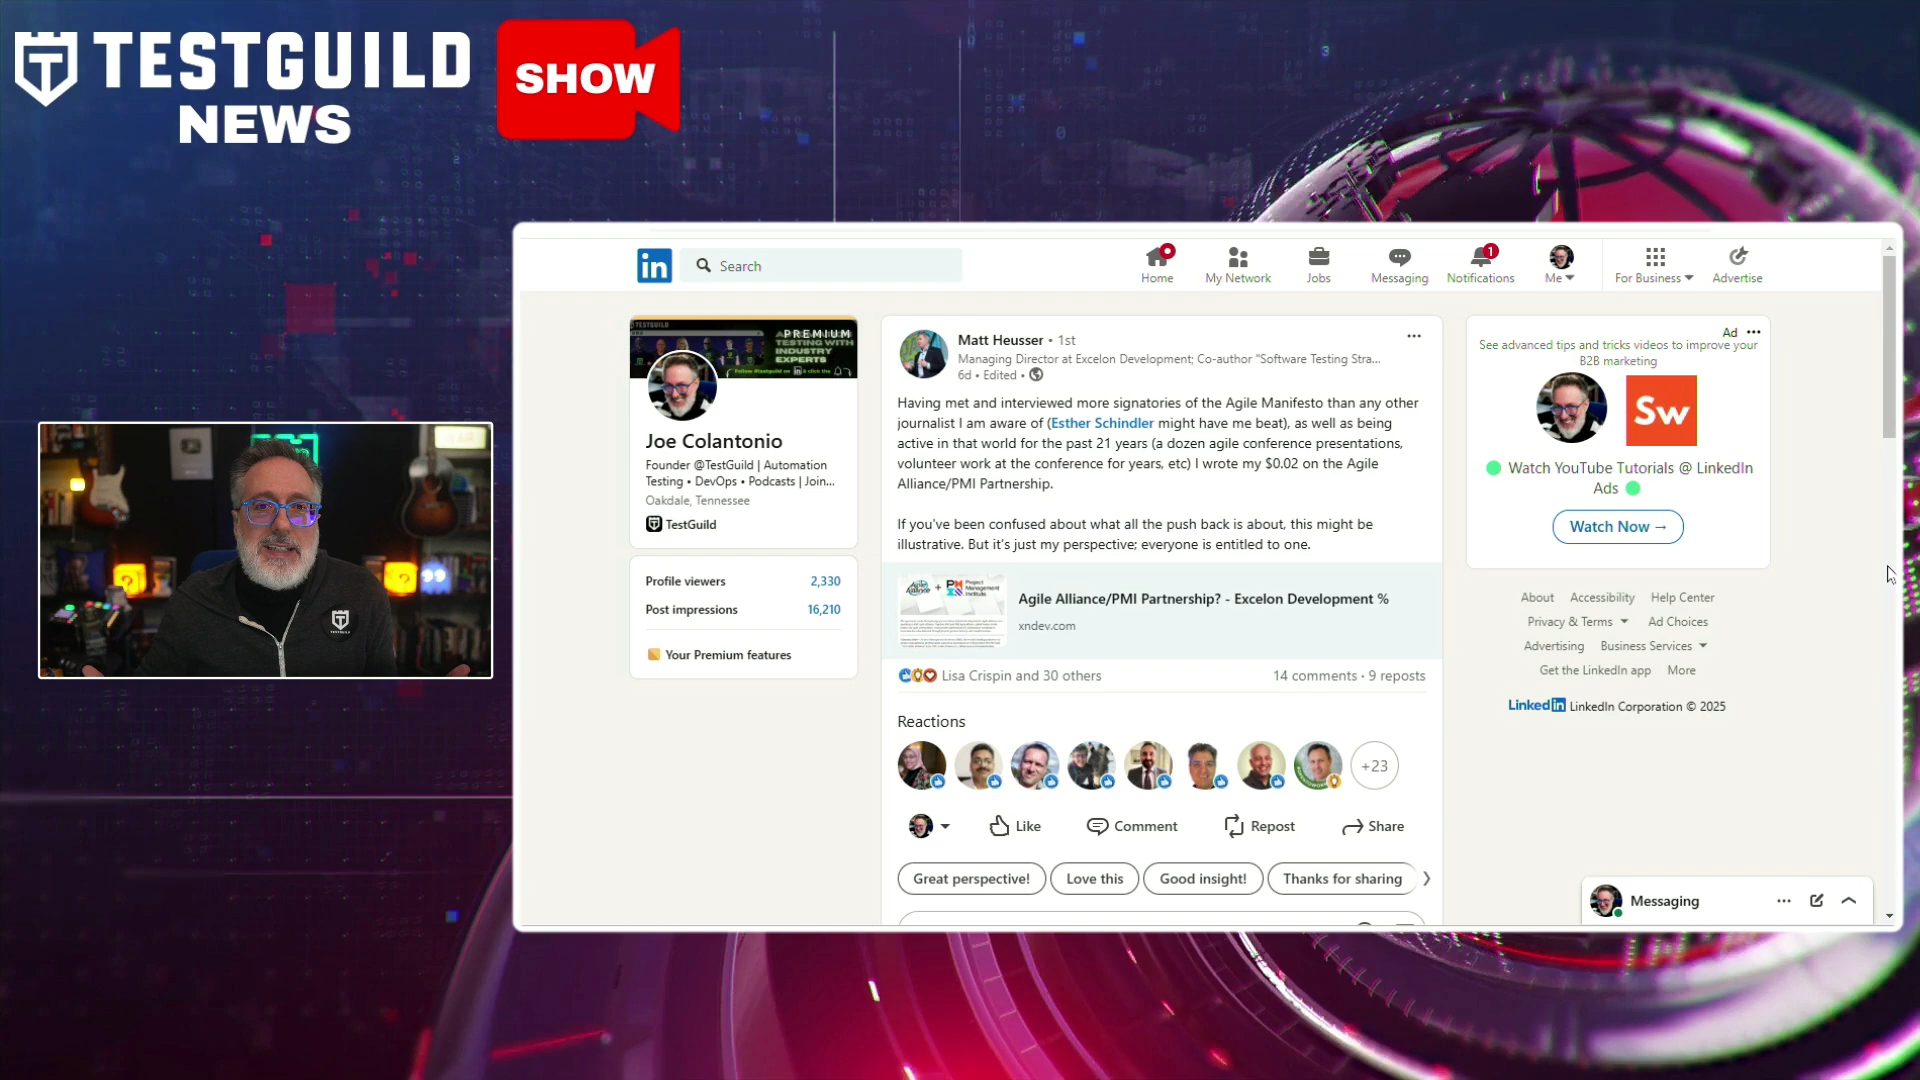 TESTGUILD
NEWS
SHOW
TESTGUILD
in
Search
Home
My Network
Jobs
Messaging
1
Notifications
Me
For Business
Advertise
TESTGUILD
PREMIUM
TESTING WITH
INDUSTRY
EXPERTS
Joe Colantonio
Founder @TestGuild | Automation
Testing • DevOps • Podcasts | Join...
Oakdale, Tennessee
TestGuild
Profile viewers 2,330
Post impressions 16,210
Your Premium features
Matt Heusser • 1st
Managing Director at Excelon Development; Co-author "Software Testing Stra...
6d • Edited •
Having met and interviewed more signatories of the Agile Manifesto than any other
journalist I am aware of (Esther Schindler might have me beat), as well as being
active in that world for the past 21 years (a dozen agile conference presentations,
volunteer work at the conference for years, etc) I wrote my $0.02 on the Agile
Alliance/PMI Partnership.
If you've been confused about what all the push back is about, this might be
illustrative. But it's just my perspective; everyone is entitled to one.
Agile Alliance/PMI Partnership? - Excelon Development %
xndev.com
Lisa Crispin and 30 others
14 comments • 9 reposts
Reactions
+23
Like
Comment
Repost
Share
Great perspective!
Love this
Good insight!
Thanks for sharing
Ad
See advanced tips and tricks videos to improve your
B2B marketing
Sw
Watch YouTube Tutorials @ LinkedIn
Ads
Watch Now →
About Accessibility Help Center
Privacy & Terms Ad Choices
Advertising Business Services
Get the LinkedIn app More
LinkedIn LinkedIn Corporation © 2025
Messaging